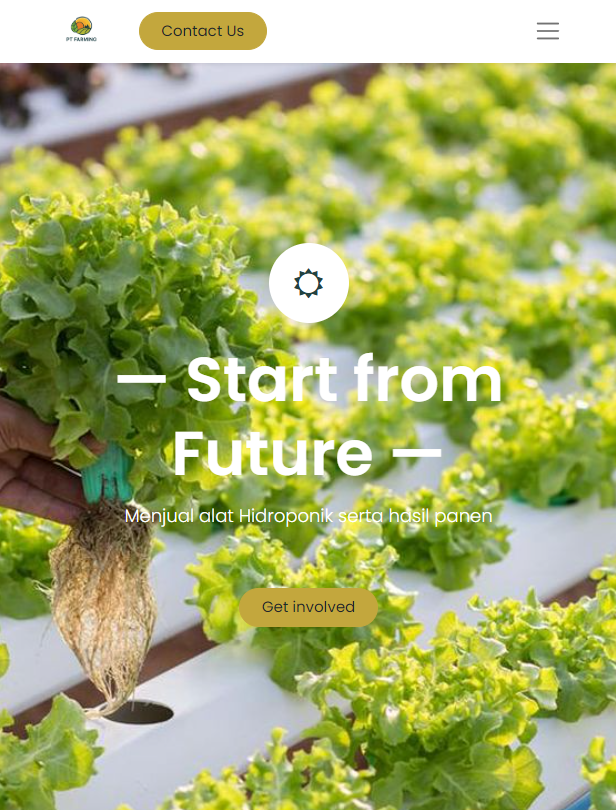 PT FARMING
Contact Us
— Start from
Future —
Menjual alat Hidroponik serta hasil panen
Get involved